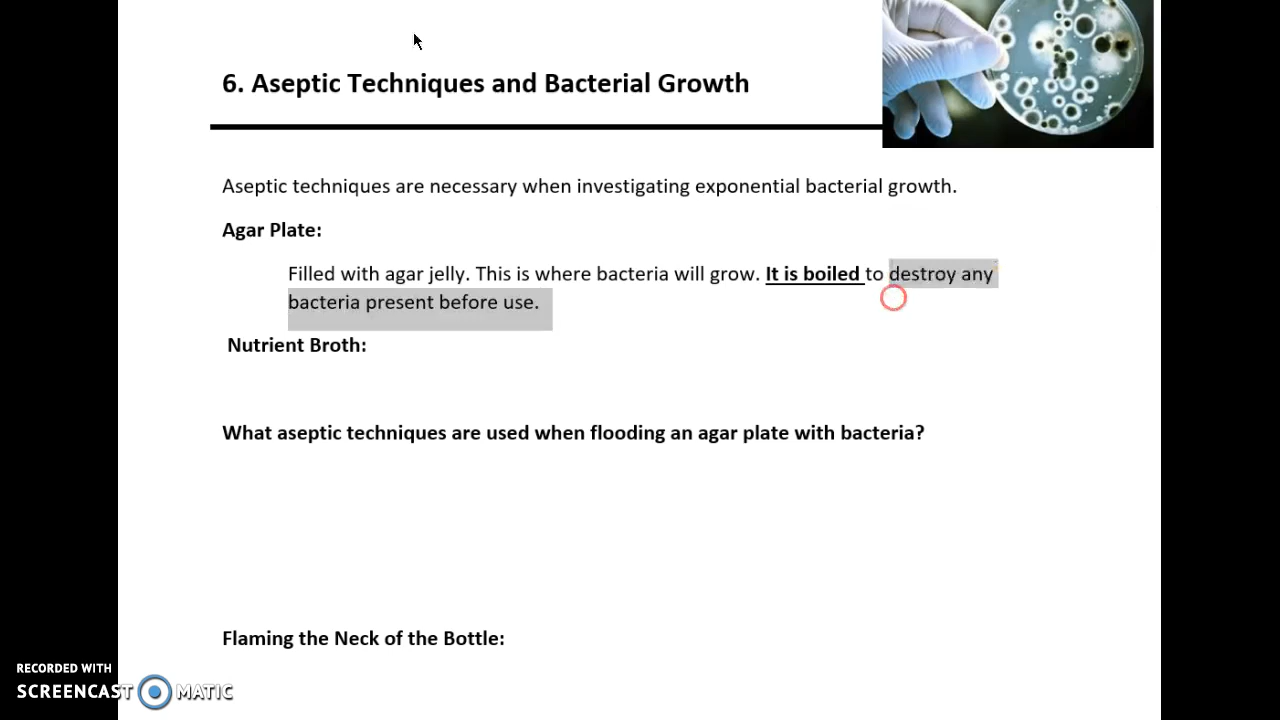 6. Aseptic Techniques and Bacterial Growth
Aseptic techniques are necessary when investigating exponential bacterial growth.
Agar Plate:
Filled with agar jelly. This is where bacteria will grow. It is boiled to destroy any
bacteria present before use.
Nutrient Broth:
What aseptic techniques are used when flooding an agar plate with bacteria?
Flaming the Neck of the Bottle:
RECORDED WITH
SCREENCAST MATIC